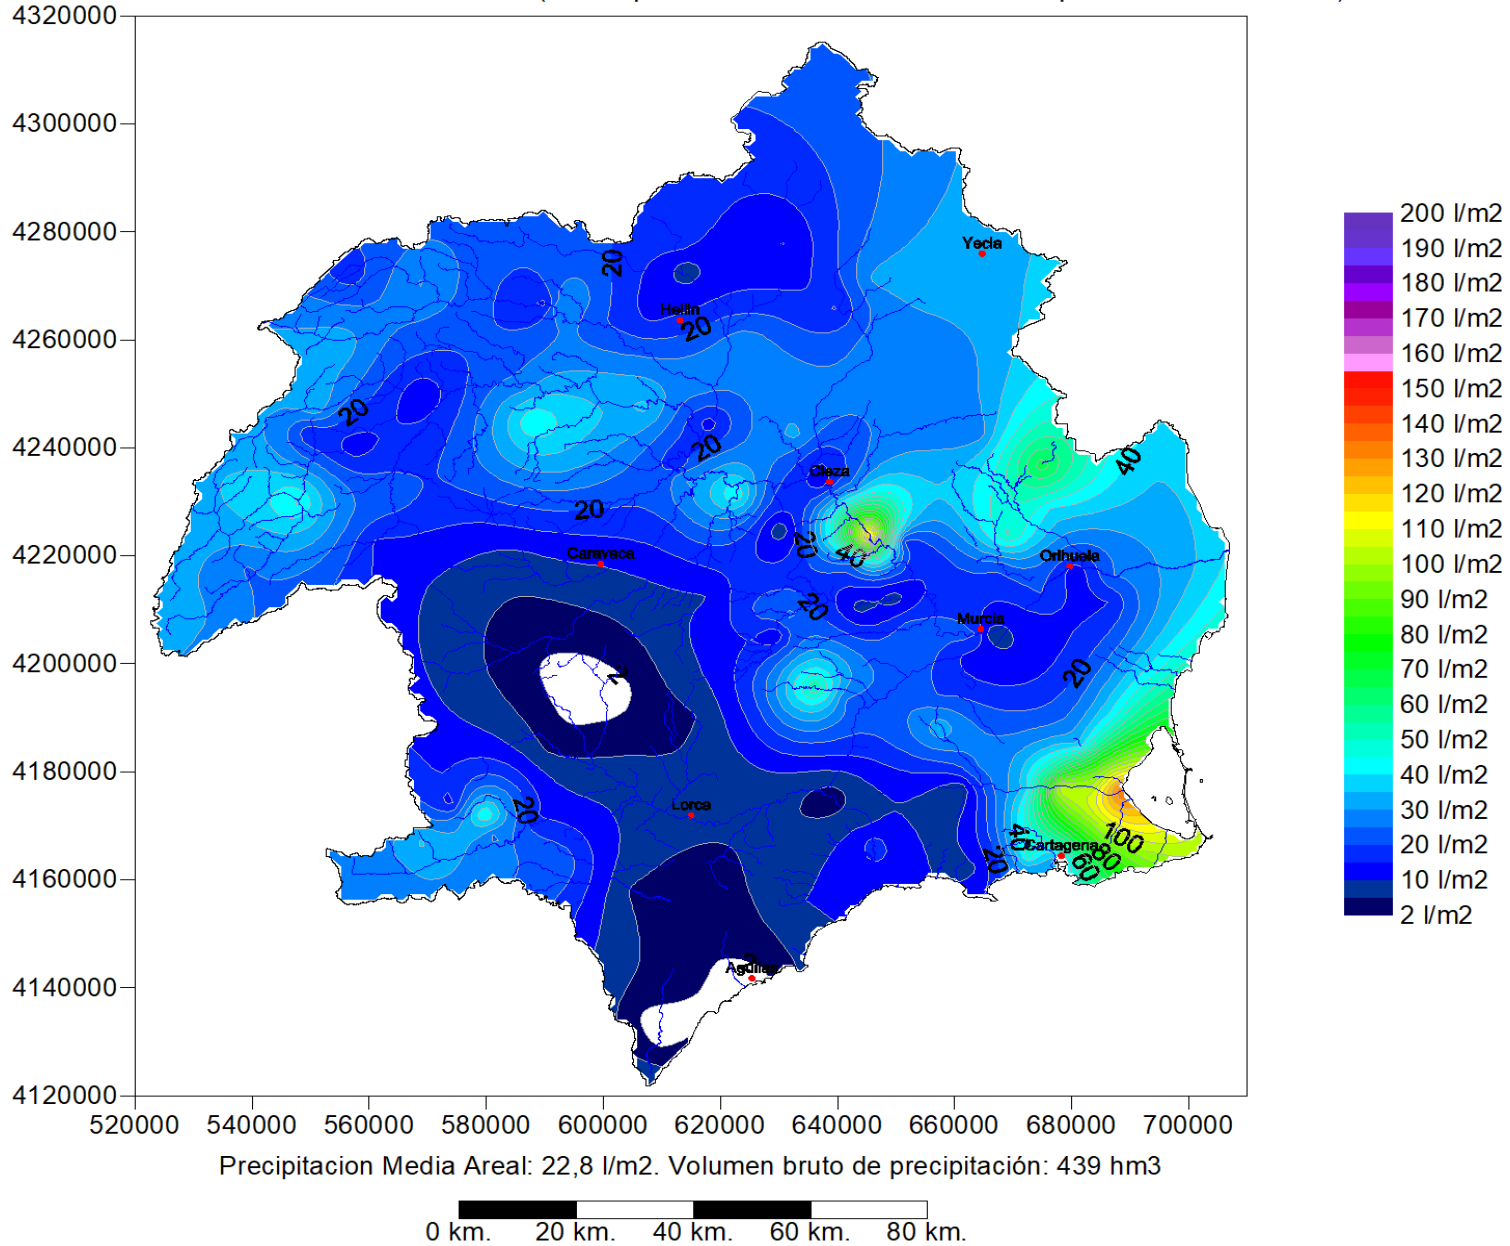 4320000
4300000
4280000
4260000
4240000
4220000
4200000
4180000
4160000
4140000
4120000
520000 540000 560000 580000 600000 620000 640000 660000 680000 700000
Yecla
20
Hellin
20
20
20
40
Cieza
20
20
40
Caravaca
Orihuela
20
Murcia
2
20
20
Lorca
40
100
80
Cartagena
60
20
Aguilas
200 l/m2
190 l/m2
180 l/m2
170 l/m2
160 l/m2
150 l/m2
140 l/m2
130 l/m2
120 l/m2
110 l/m2
100 l/m2
90 l/m2
80 l/m2
70 l/m2
60 l/m2
50 l/m2
40 l/m2
30 l/m2
20 l/m2
10 l/m2
2 l/m2
Precipitacion Media Areal: 22,8 l/m2. Volumen bruto de precipitación: 439 hm3
0 km. 20 km. 40 km. 60 km. 80 km.